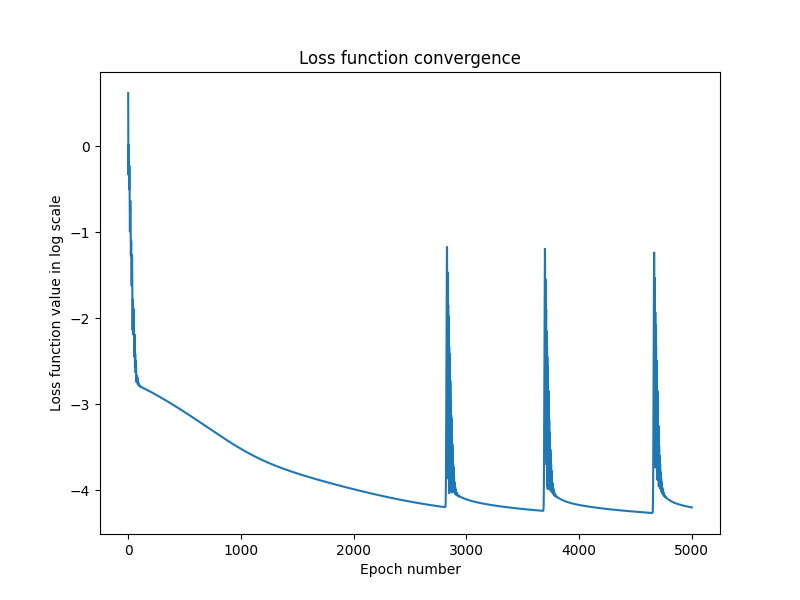 Loss function convergence
Loss function value in log scale
0
−1
−2
−3
−4
0 1000 2000 3000 4000 5000
Epoch number